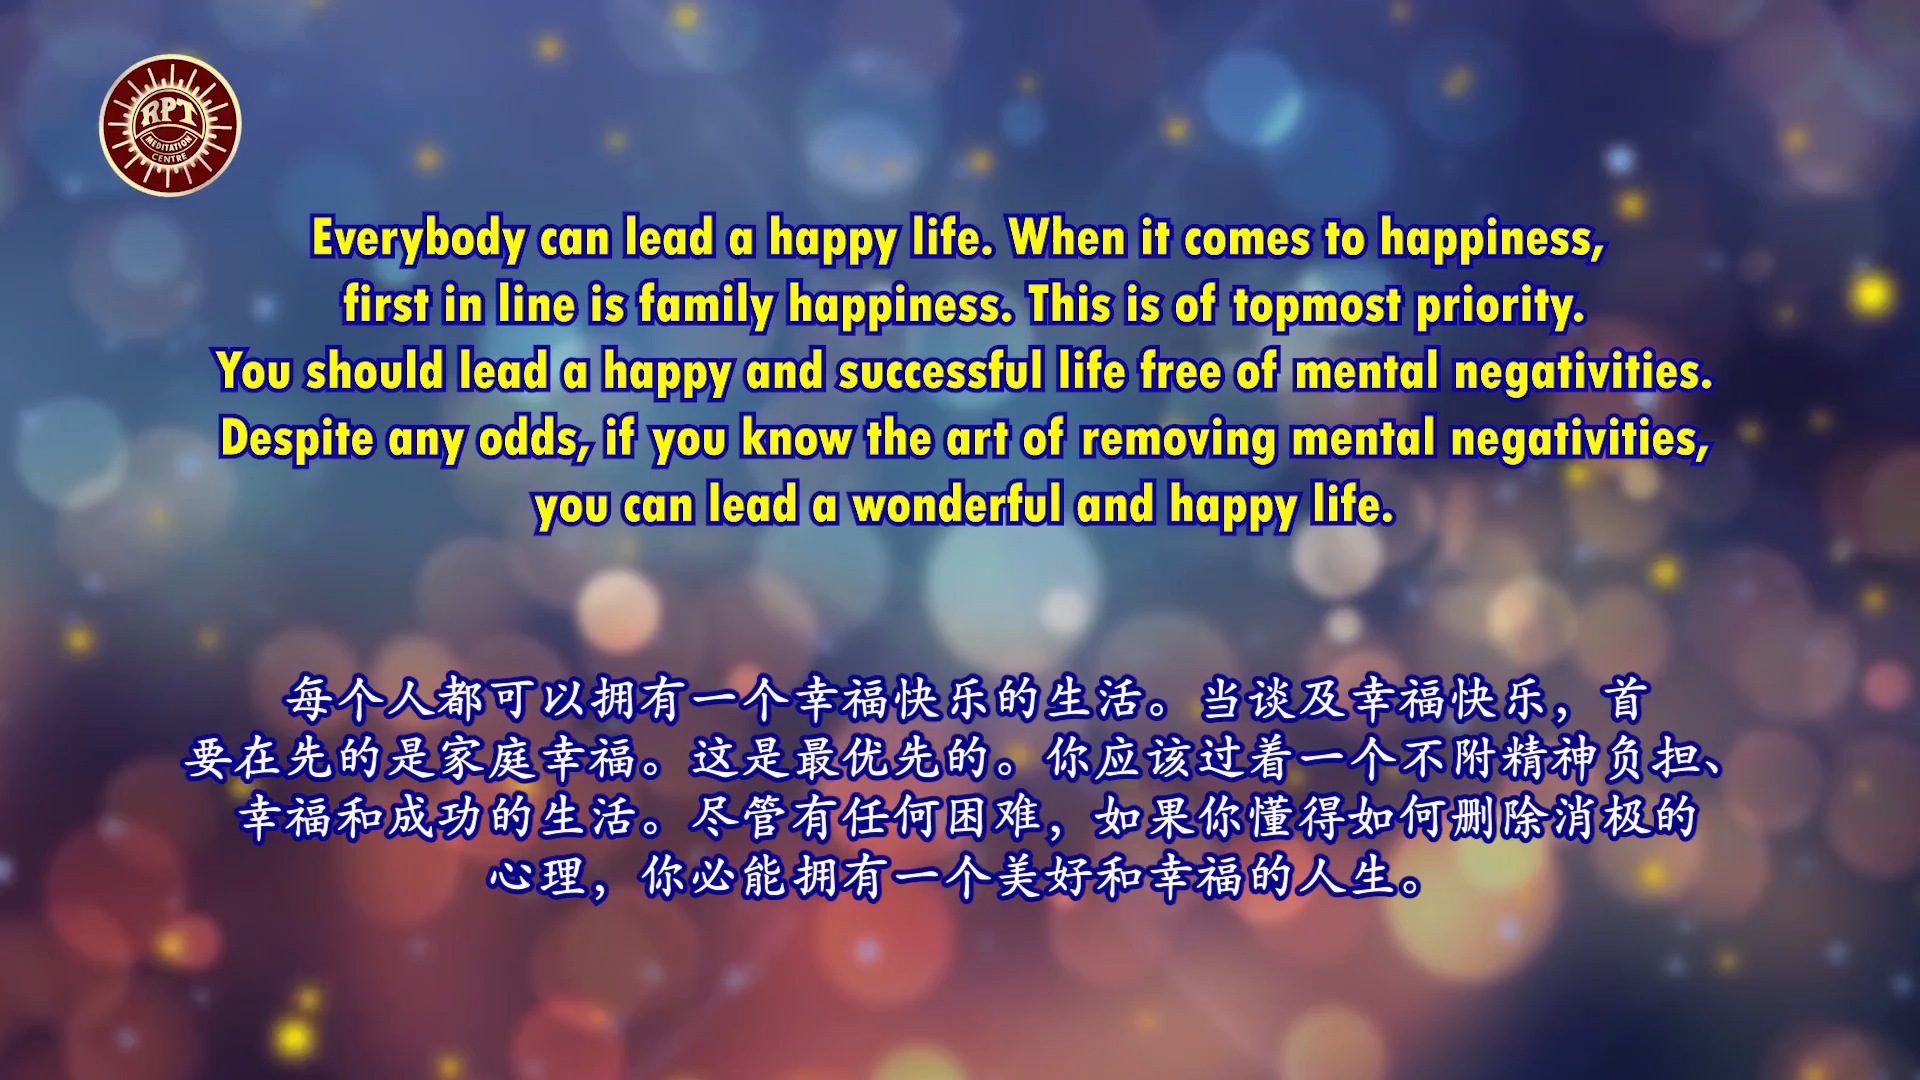 RPT
MEDITATION
CENTRE
Everybody can lead a happy life. When it comes to happiness,
first in line is family happiness. This is of topmost priority.
You should lead a happy and successful life free of mental negativities.
Despite any odds, if you know the art of removing mental negativities,
you can lead a wonderful and happy life.
每个人都可以拥有一个幸福快乐的生活。当谈及幸福快乐，首
要在先的是家庭幸福。这是最优先的。你应该过着一个不附精神负担、
幸福和成功的生活。尽管有任何困难，如果你懂得如何删除消极的
心理，你必能拥有一个美好和幸福的人生。